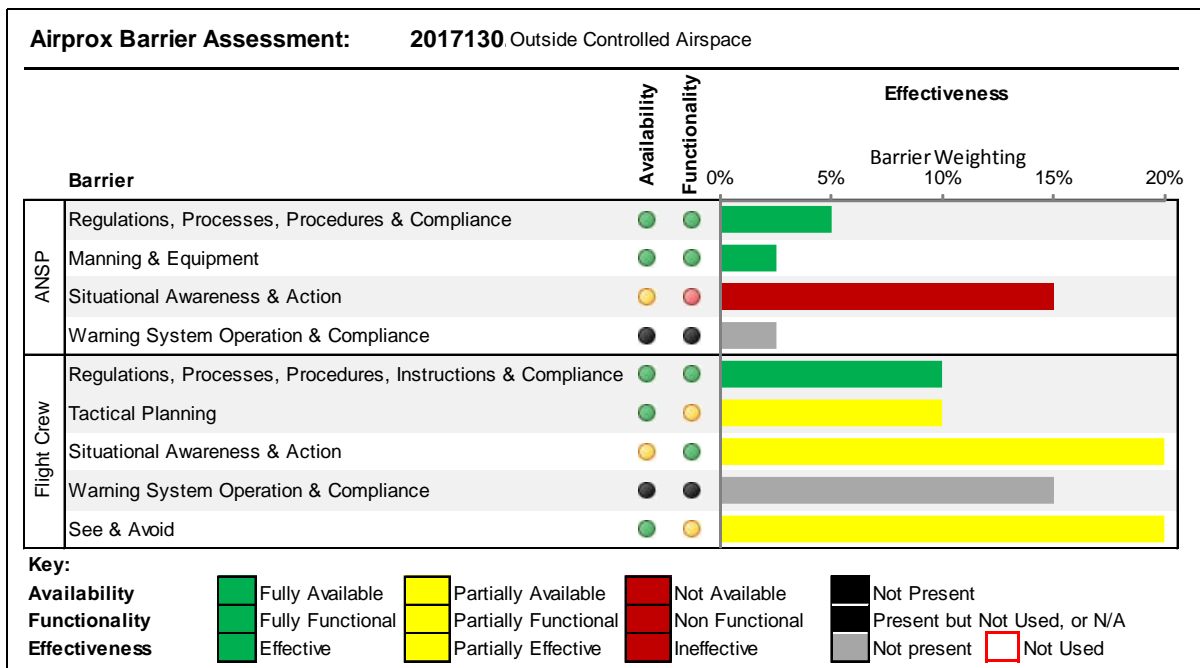 Airprox Barrier Assessment: 2017130 Outside Controlled Airspace
Availability
Functionality
Effectiveness
Barrier Weighting
Barrier
0% 5% 10% 15% 20%
ANSP
Regulations, Processes, Procedures & Compliance
Manning & Equipment
Situational Awareness & Action
Warning System Operation & Compliance
Flight Crew
Regulations, Processes, Procedures, Instructions & Compliance
Tactical Planning
Situational Awareness & Action
Warning System Operation & Compliance
See & Avoid
Key:
Availability Fully Available Partially Available Not Available Not Present
Functionality Fully Functional Partially Functional Non Functional Present but Not Used, or N/A
Effectiveness Effective Partially Effective Ineffective Not present Not Used